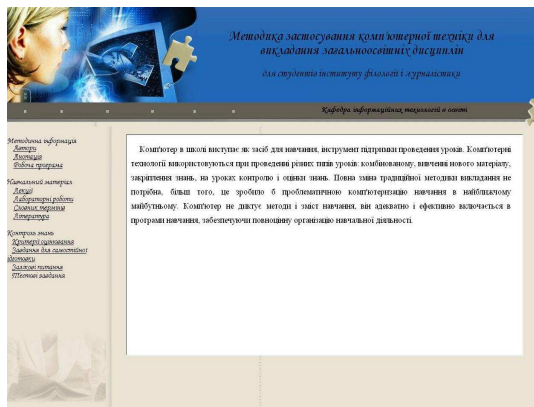 Методика застосування комп'ютерної техніки для
викладання загальноосвітніх дисциплін
для студентів інституту філології і журналістики
Кафедра інформаційних технологій в освіті
Методична інформація
Автори
Анотація
Робоча програма
Навчальний матеріал
Лекції
Лабораторні роботи
Словник термінів
Література
Контроль знань
Критерії оцінювання
Завдання для самостійної
підготовки
Залікові питання
Тестові завдання
Комп'ютер в школі виступає як засіб для навчання, інструмент підтримки проведення уроків. Комп'ютерні
технології використовуються при проведенні різних типів уроків: комбінованому, вивченні нового матеріалу,
закріплення знань, на уроках контролю і оцінки знань. Повна зміна традиційної методики викладання не
потрібна, більш того, це зробило б проблематичною комп'ютеризацію навчання в найближчому
майбутньому. Комп'ютер не диктує методи і зміст навчання, він адекватно і ефективно включається в
програми навчання, забезпечуючи повноцінну організацію навчальної діяльності.